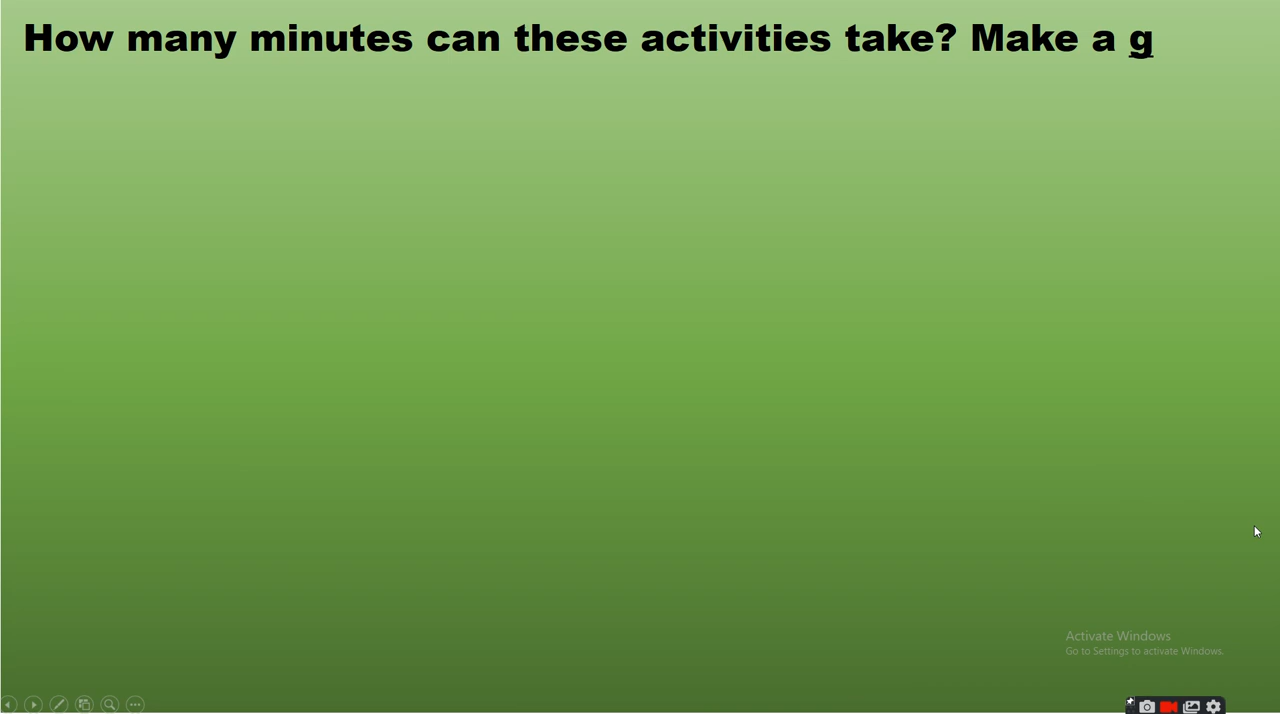 How many minutes can these activities take? Make a g
Activate Windows
Go to Settings to activate Windows.